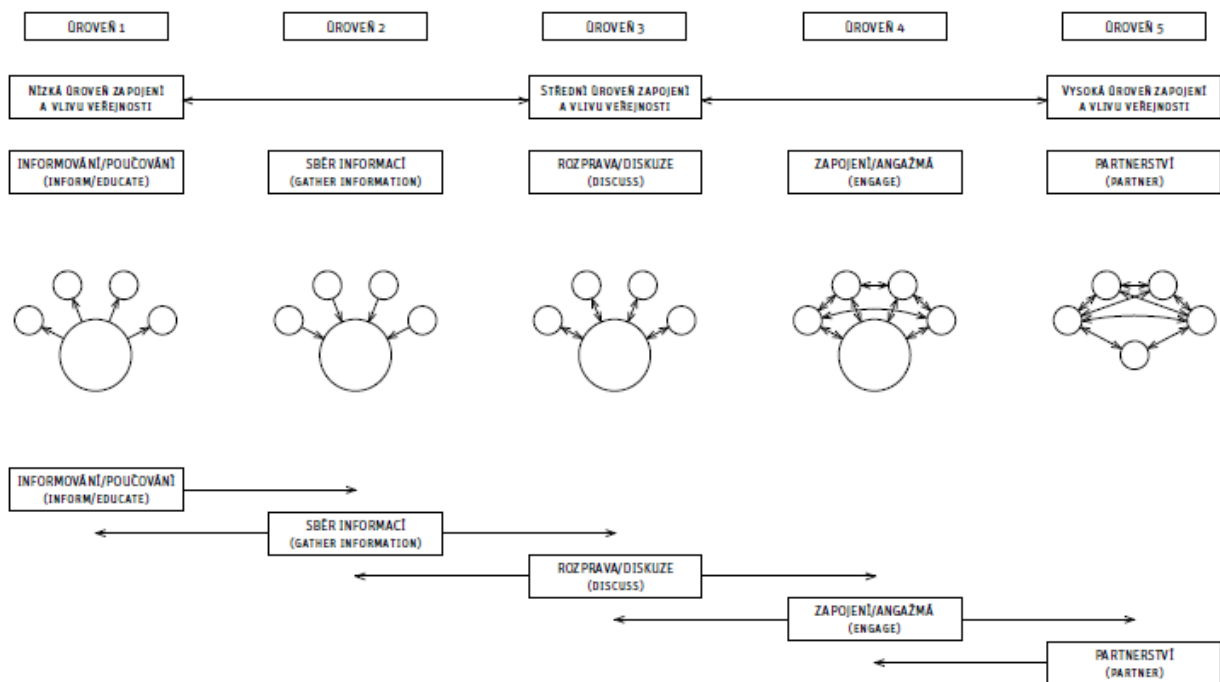 ÚROVEŇ 1
ÚROVEŇ 2
ÚROVEŇ 3
ÚROVEŇ 4
ÚROVEŇ 5
NÍZKÁ ÚROVEŇ ZAPOJENÍ
A VLIVU VEŘEJNOSTI
STŘEDNÍ ÚROVEŇ ZAPOJENÍ
A VLIVU VEŘEJNOSTI
VYSOKÁ ÚROVEŇ ZAPOJENÍ
A VLIVU VEŘEJNOSTI
INFORMOVÁNÍ/POUČOVÁNÍ
(INFORM/EDUCATE)
SBĚR INFORMACÍ
(GATHER INFORMATION)
ROZPRAVA/DISKUZE
(DISCUSS)
ZAPOJENÍ/ANGAŽMÁ
(ENGAGE)
PARTNERSTVÍ
(PARTNER)
INFORMOVÁNÍ/POUČOVÁNÍ
(INFORM/EDUCATE)
SBĚR INFORMACÍ
(GATHER INFORMATION)
ROZPRAVA/DISKUZE
(DISCUSS)
ZAPOJENÍ/ANGAŽMÁ
(ENGAGE)
PARTNERSTVÍ
(PARTNER)